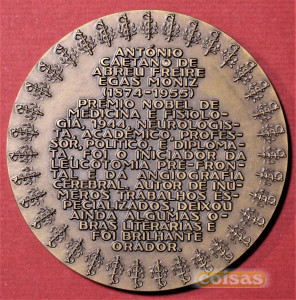 ANTÓNIO
CAETANO DE
ABREU FREIRE
EGAS MONIZ
(1874-1955)
PRÉMIO NOBEL DE
MEDICINA E FISIOLO-
GIA, 1944, NEUROLOGIS-
TA, ACADÉMICO, PROFES-
SOR, POLÍTICO, E DIPLOMA-
TA, FOI O INICIADOR DA
LEUCOTOMIA PRÉ-FRON-
TAL E DA ANGIOGRAFIA
CEREBRAL, AUTOR DE INÚ-
MEROS TRABALHOS ES-
PECIALIZADOS, DEIXOU
AINDA ALGUMAS O-
BRAS LITERÁRIAS E
FOI BRILHANTE
ORADOR.
coisas